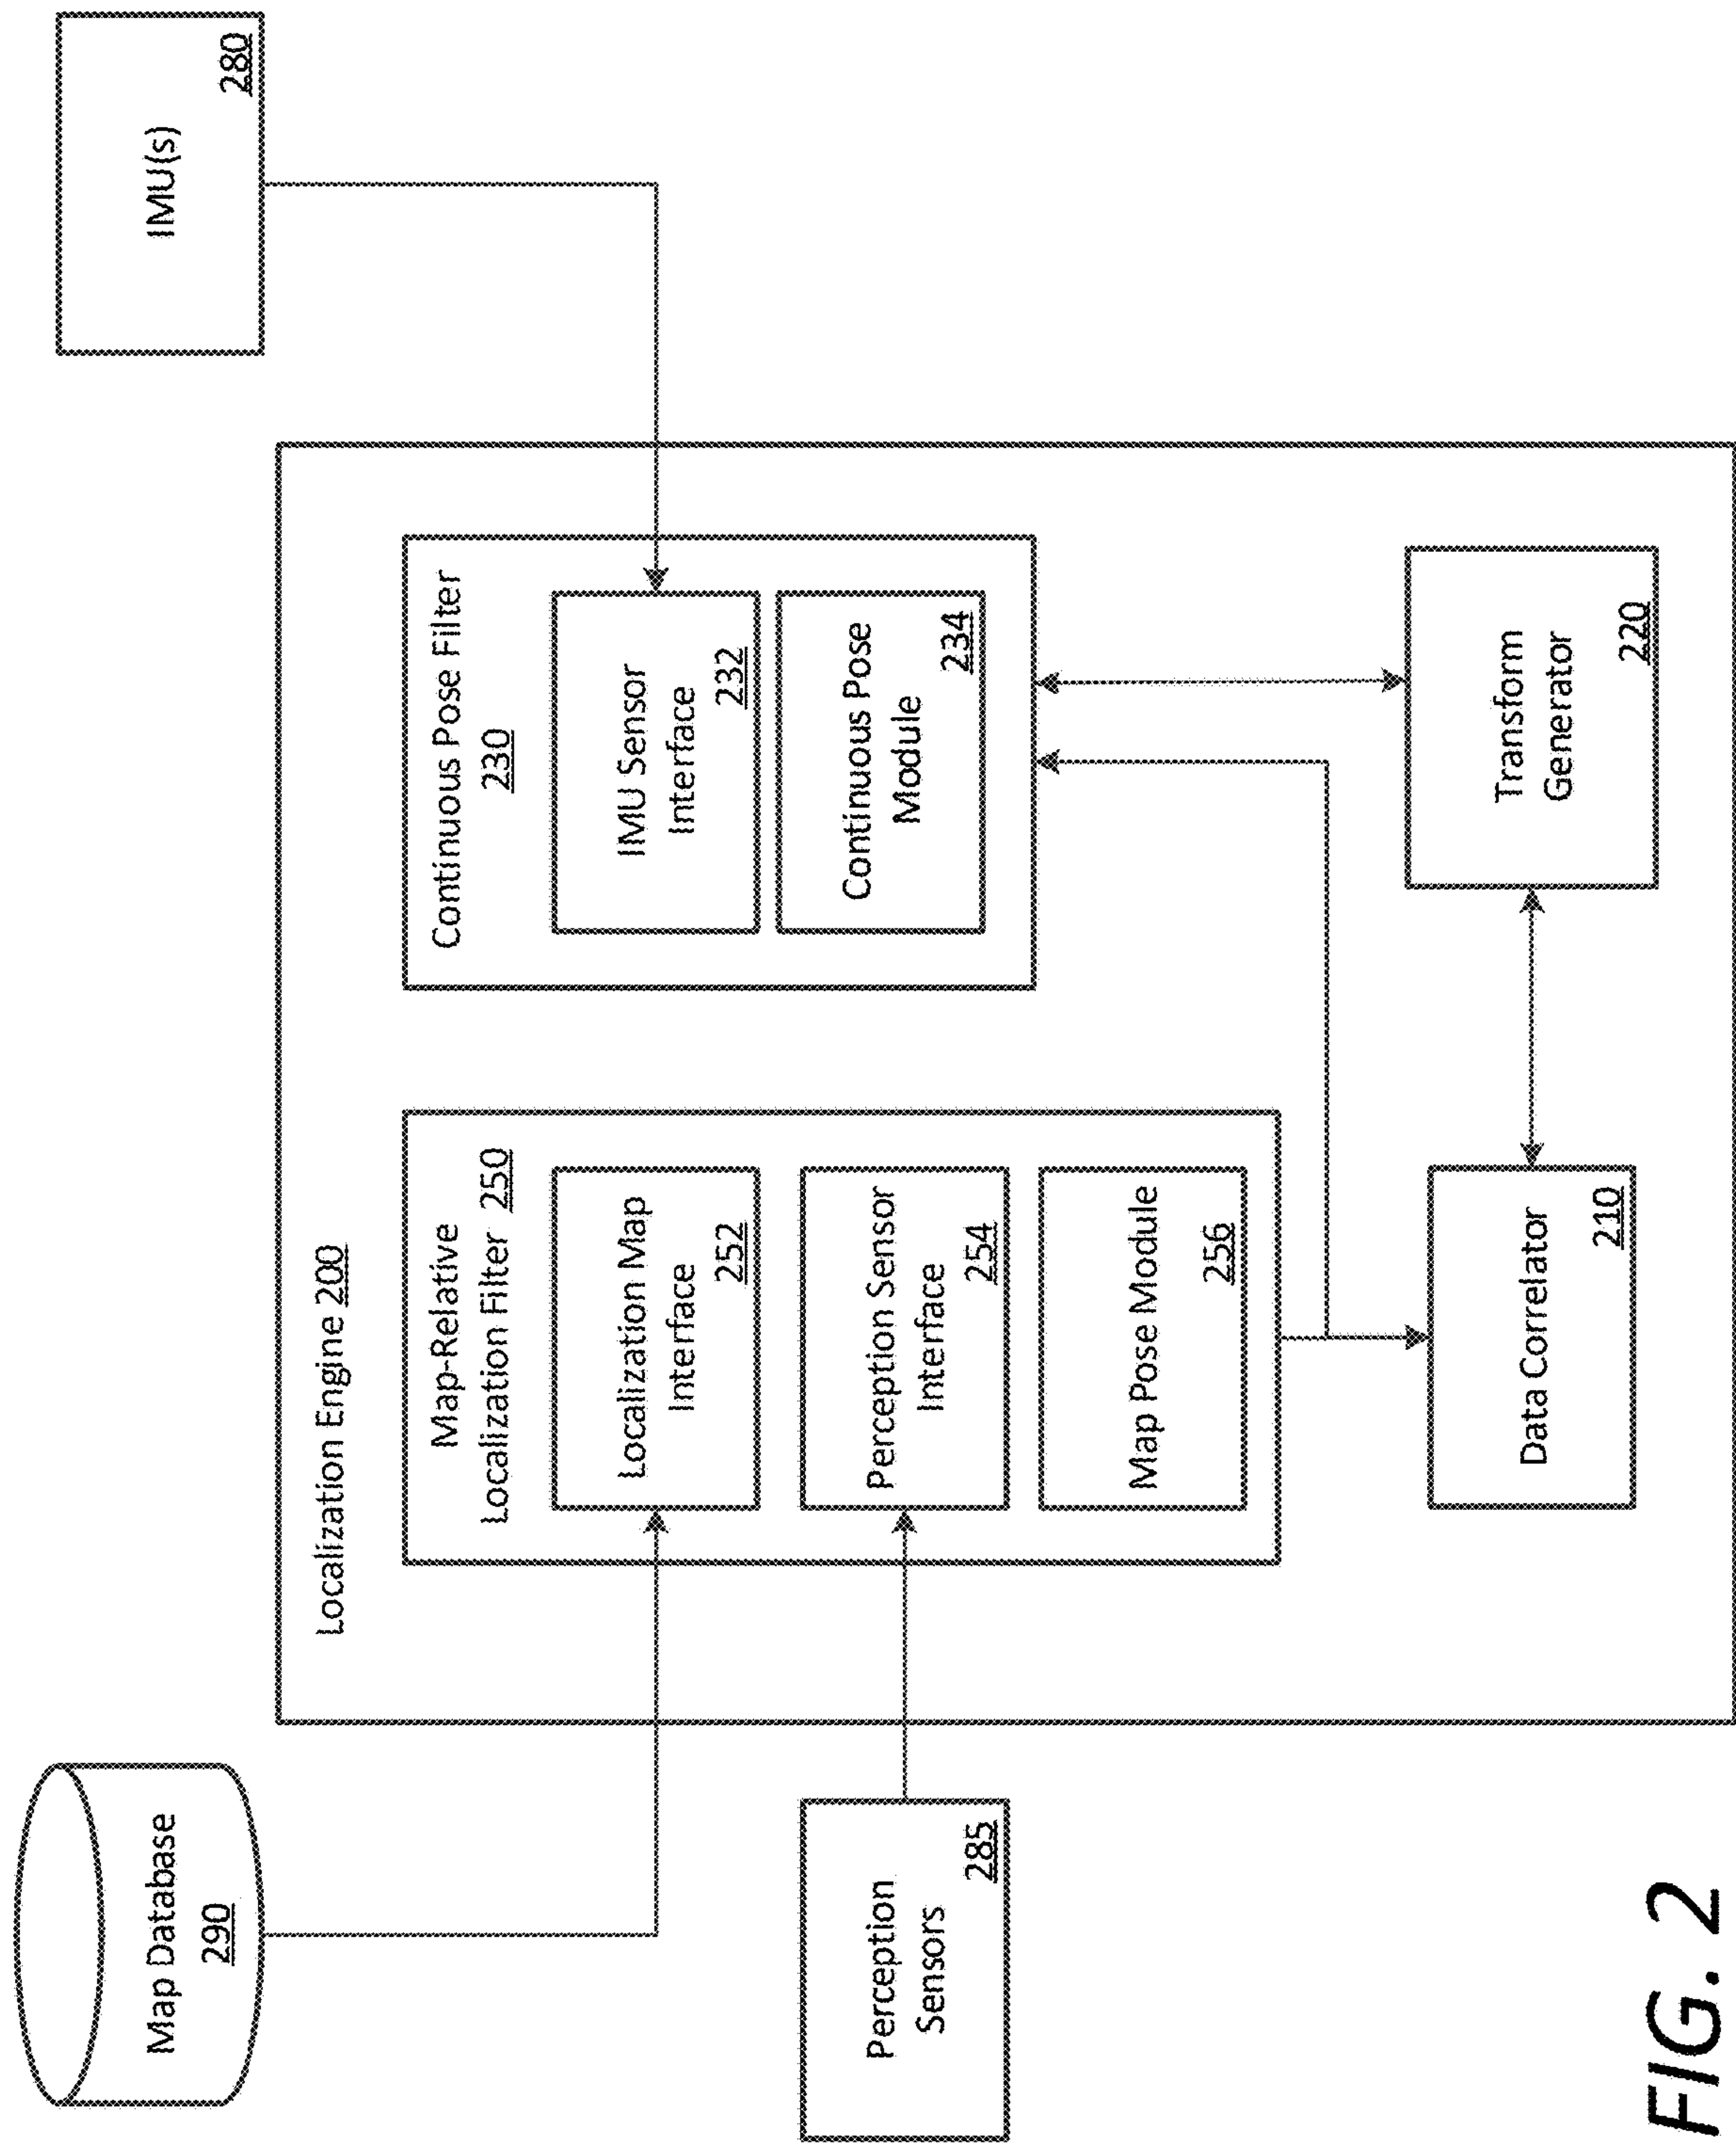 Map Database
290
IMU(s)
280
Localization Engine 200
Map-Relative
Localization Filter 250
Localization Map
Interface
252
Perception Sensor
Interface
254
Map Pose Module
256
Continuous Pose Filter
230
IMU Sensor
Interface
232
Continuous Pose
Module
234
Perception
Sensors
285
Data Correlator
210
Transform
Generator
220
FIG. 2